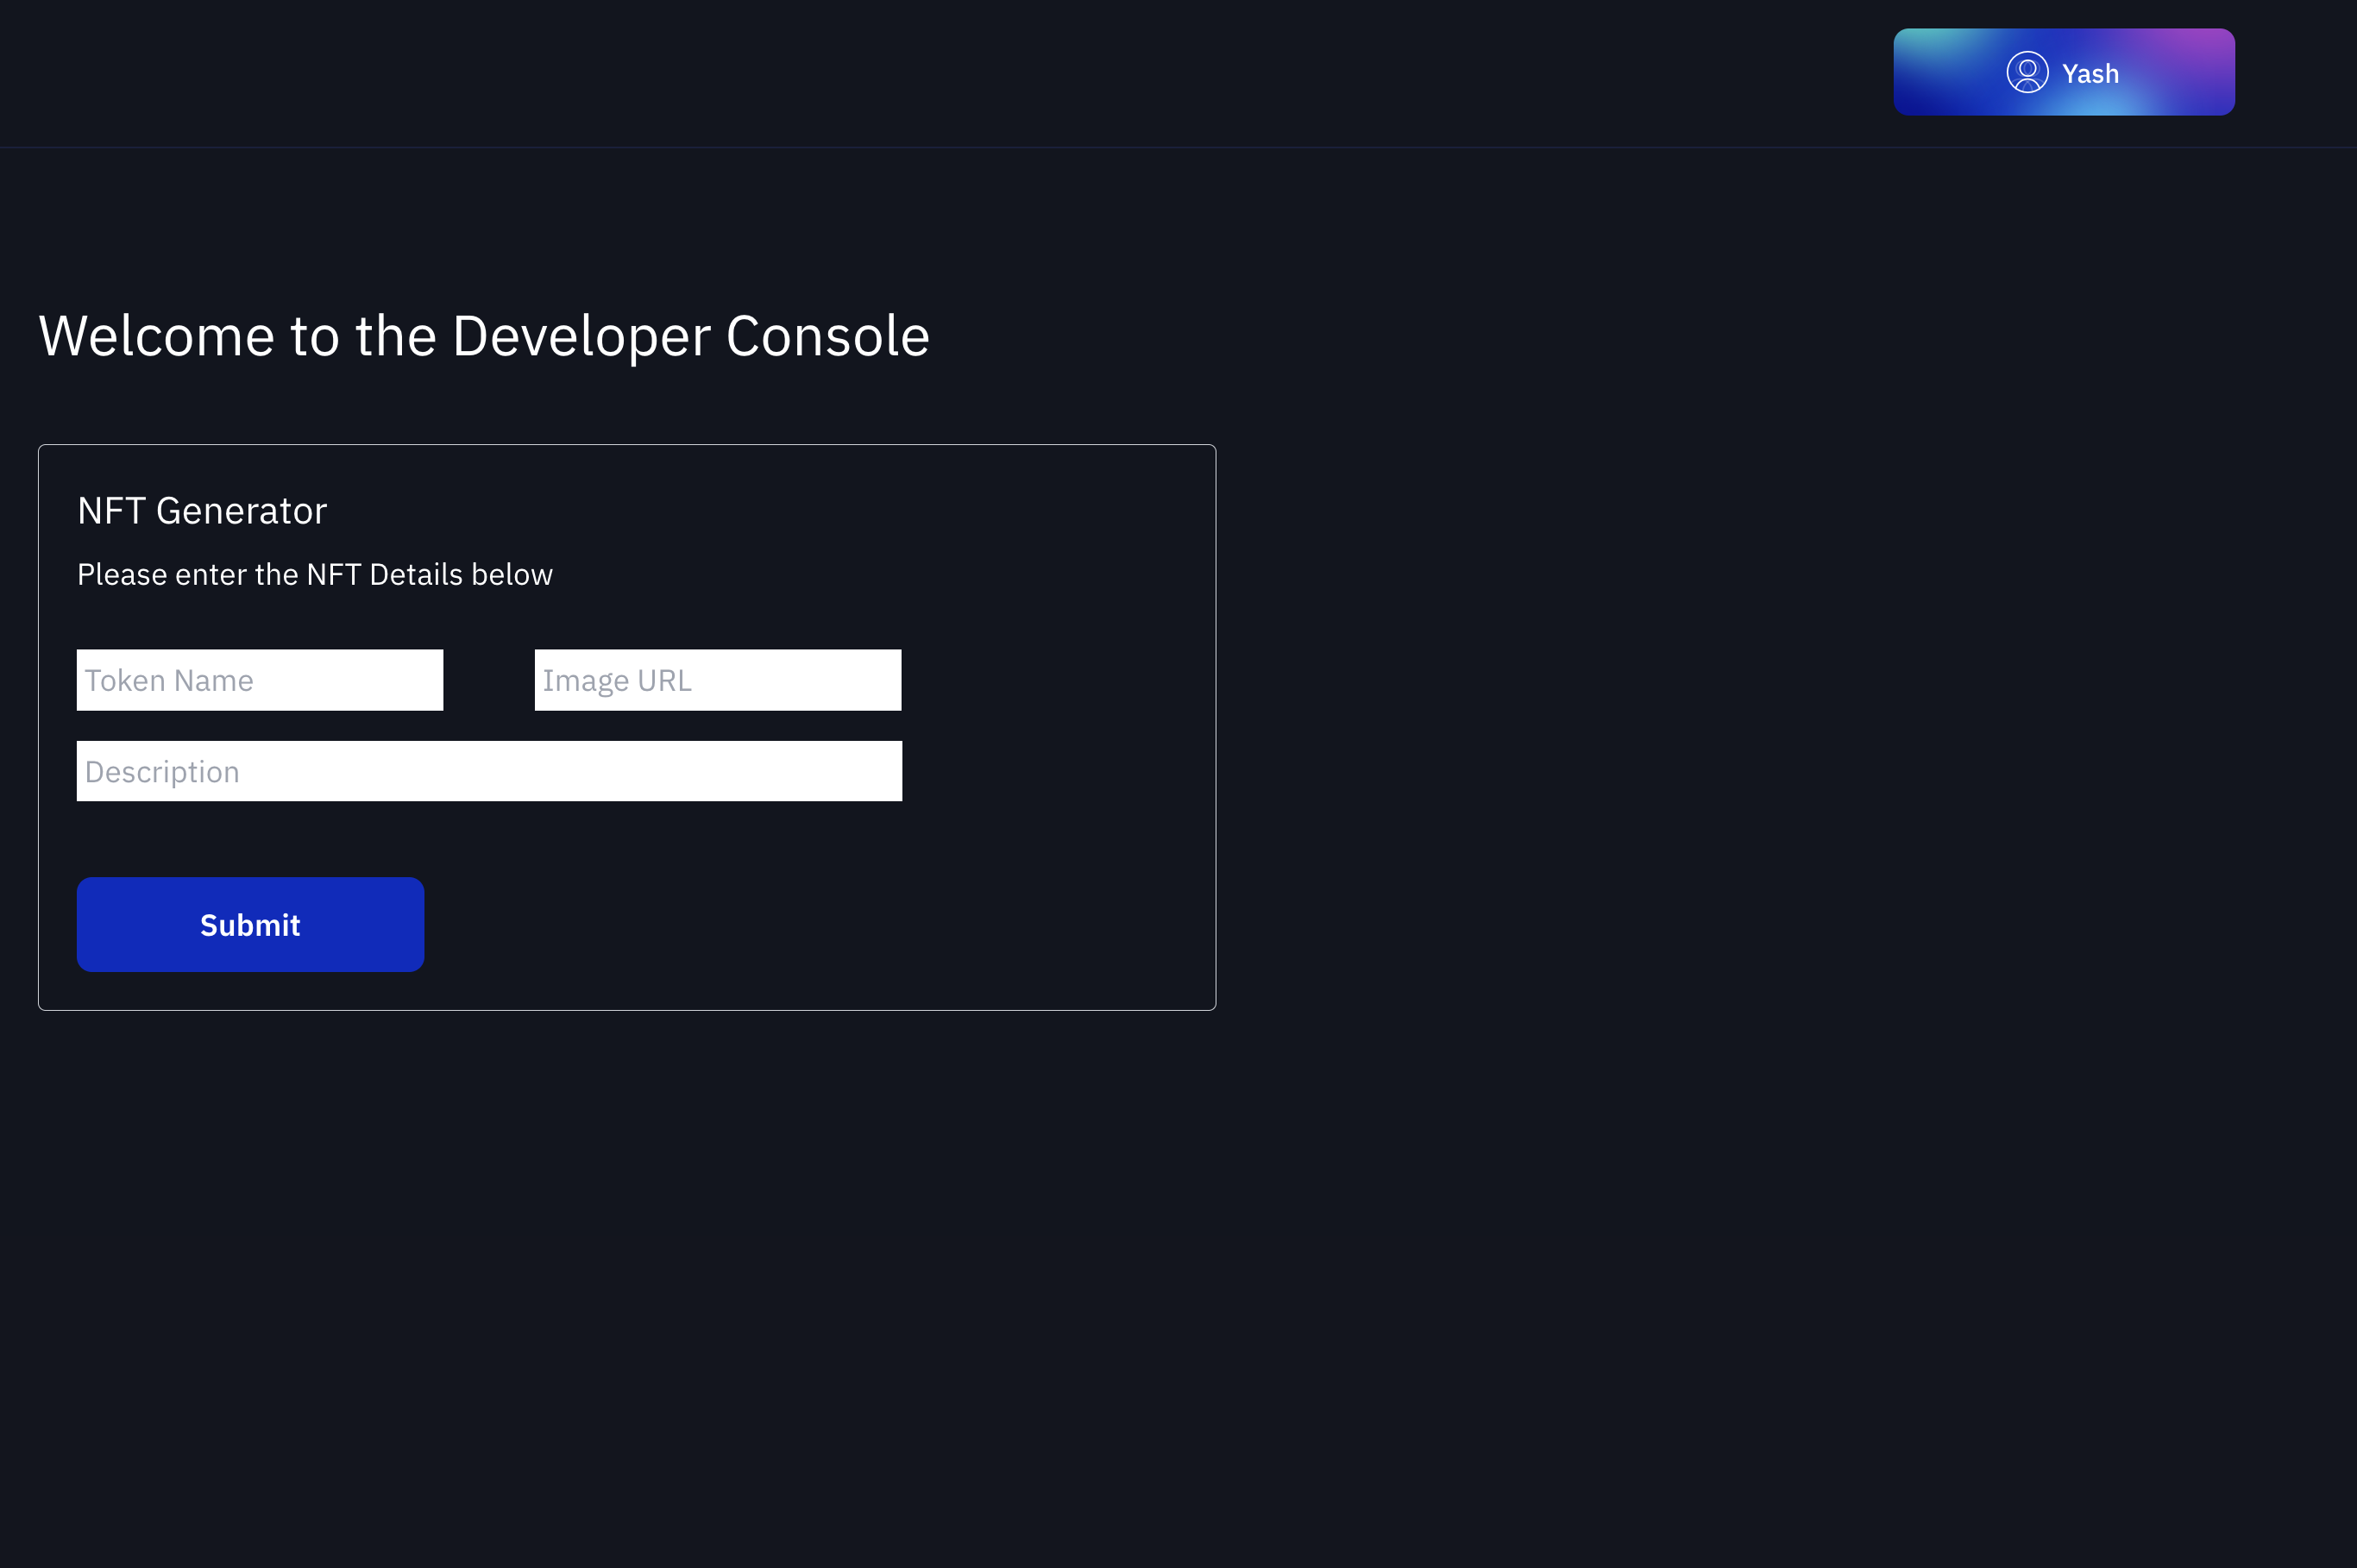 Yash
Welcome to the Developer Console
NFT Generator
Please enter the NFT Details below
Token Name
Image URL
Description
Submit